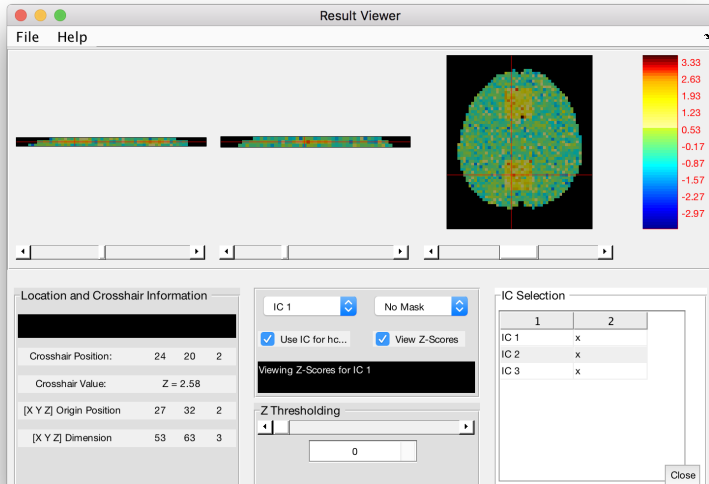 Result Viewer
File Help
3.33
2.63
1.93
1.23
0.53
-0.17
-0.87
-1.57
-2.27
-2.97
Location and Crosshair Information
Crosshair Position: 24 20 2
Crosshair Value: Z = 2.58
[X Y Z] Origin Position 27 32 2
[X Y Z] Dimension 53 63 3
IC 1 No Mask
Use IC for hc... View Z-Scores
Viewing Z-Scores for IC 1
Z Thresholding
0
IC Selection
1 2
IC 1 x
IC 2 x
IC 3 x
Close